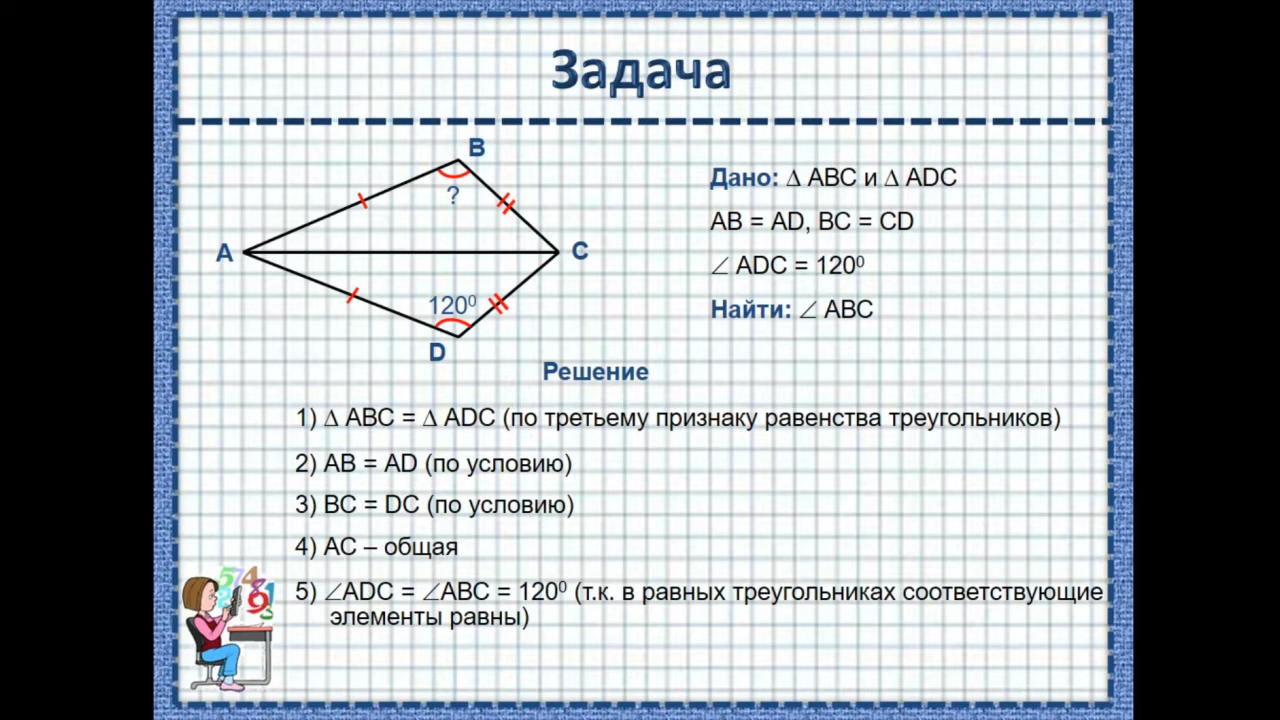 Задача
B
?
A
C
120⁰
D
Дано: ∆ ABC и ∆ ADC
AB = AD, BC = CD
∠ ADC = 120⁰
Найти: ∠ ABC
Решение
1) ∆ ABC = ∆ ADC (по третьему признаку равенства треугольников)
2) AB = AD (по условию)
3) BC = DC (по условию)
4) AC – общая
5) ∠ADC = ∠ABC = 120⁰ (т.к. в равных треугольниках соответствующие
элементы равны)